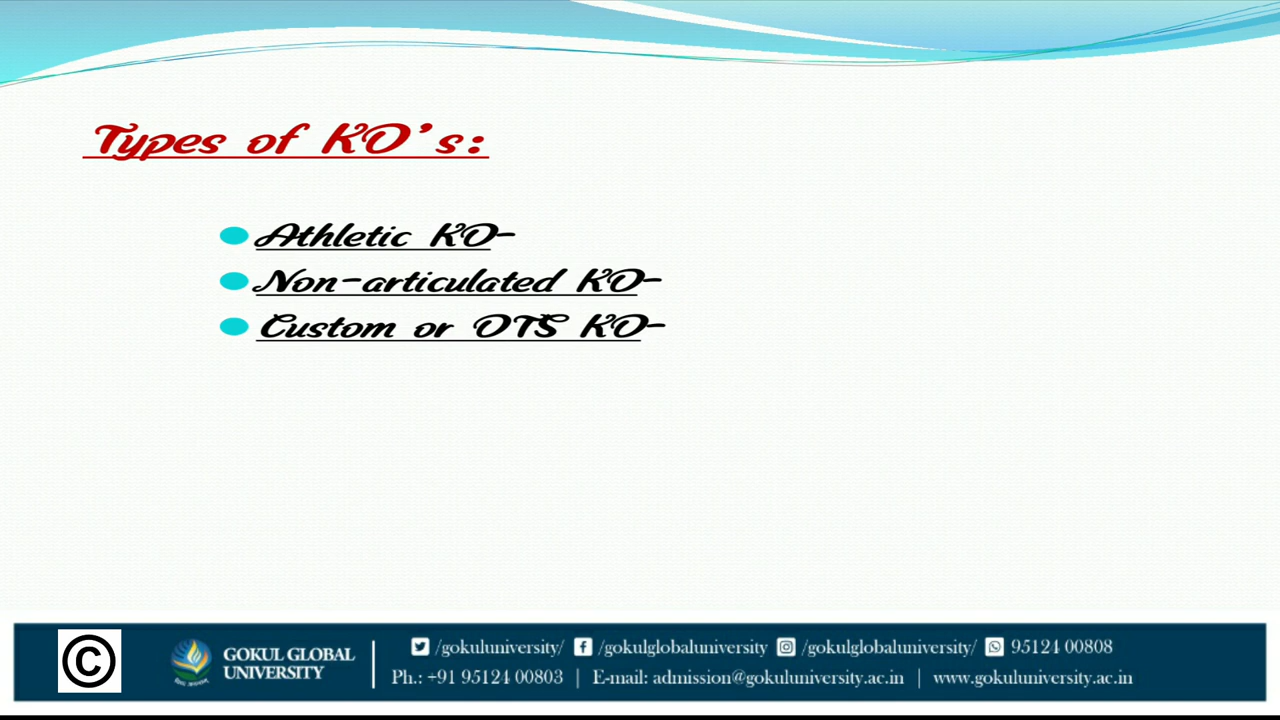 Types of KO's:
Athletic KO-
Non-articulated KO-
Custom or OTS KO-
©
GOKUL GLOBAL
UNIVERSITY
/gokuluniversity/ /gokulglobaluniversity /gokulglobaluniversity/ 95124 00808
Ph.: +91 95124 00803 | E-mail: admission@gokuluniversity.ac.in | www.gokuluniversity.ac.in